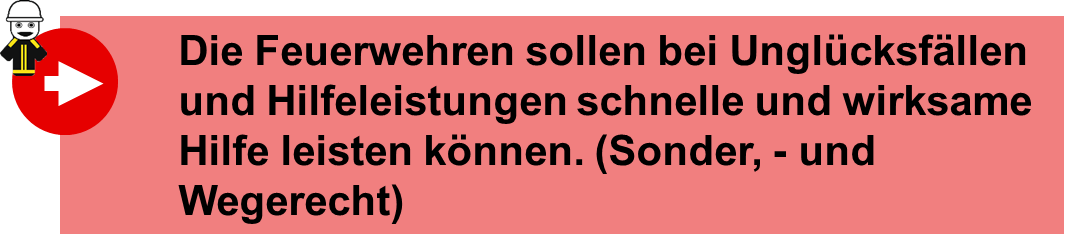 Die Feuerwehren sollen bei Unglücksfällen
und Hilfeleistungen schnelle und wirksame
Hilfe leisten können. (Sonder, - und
Wegerecht)